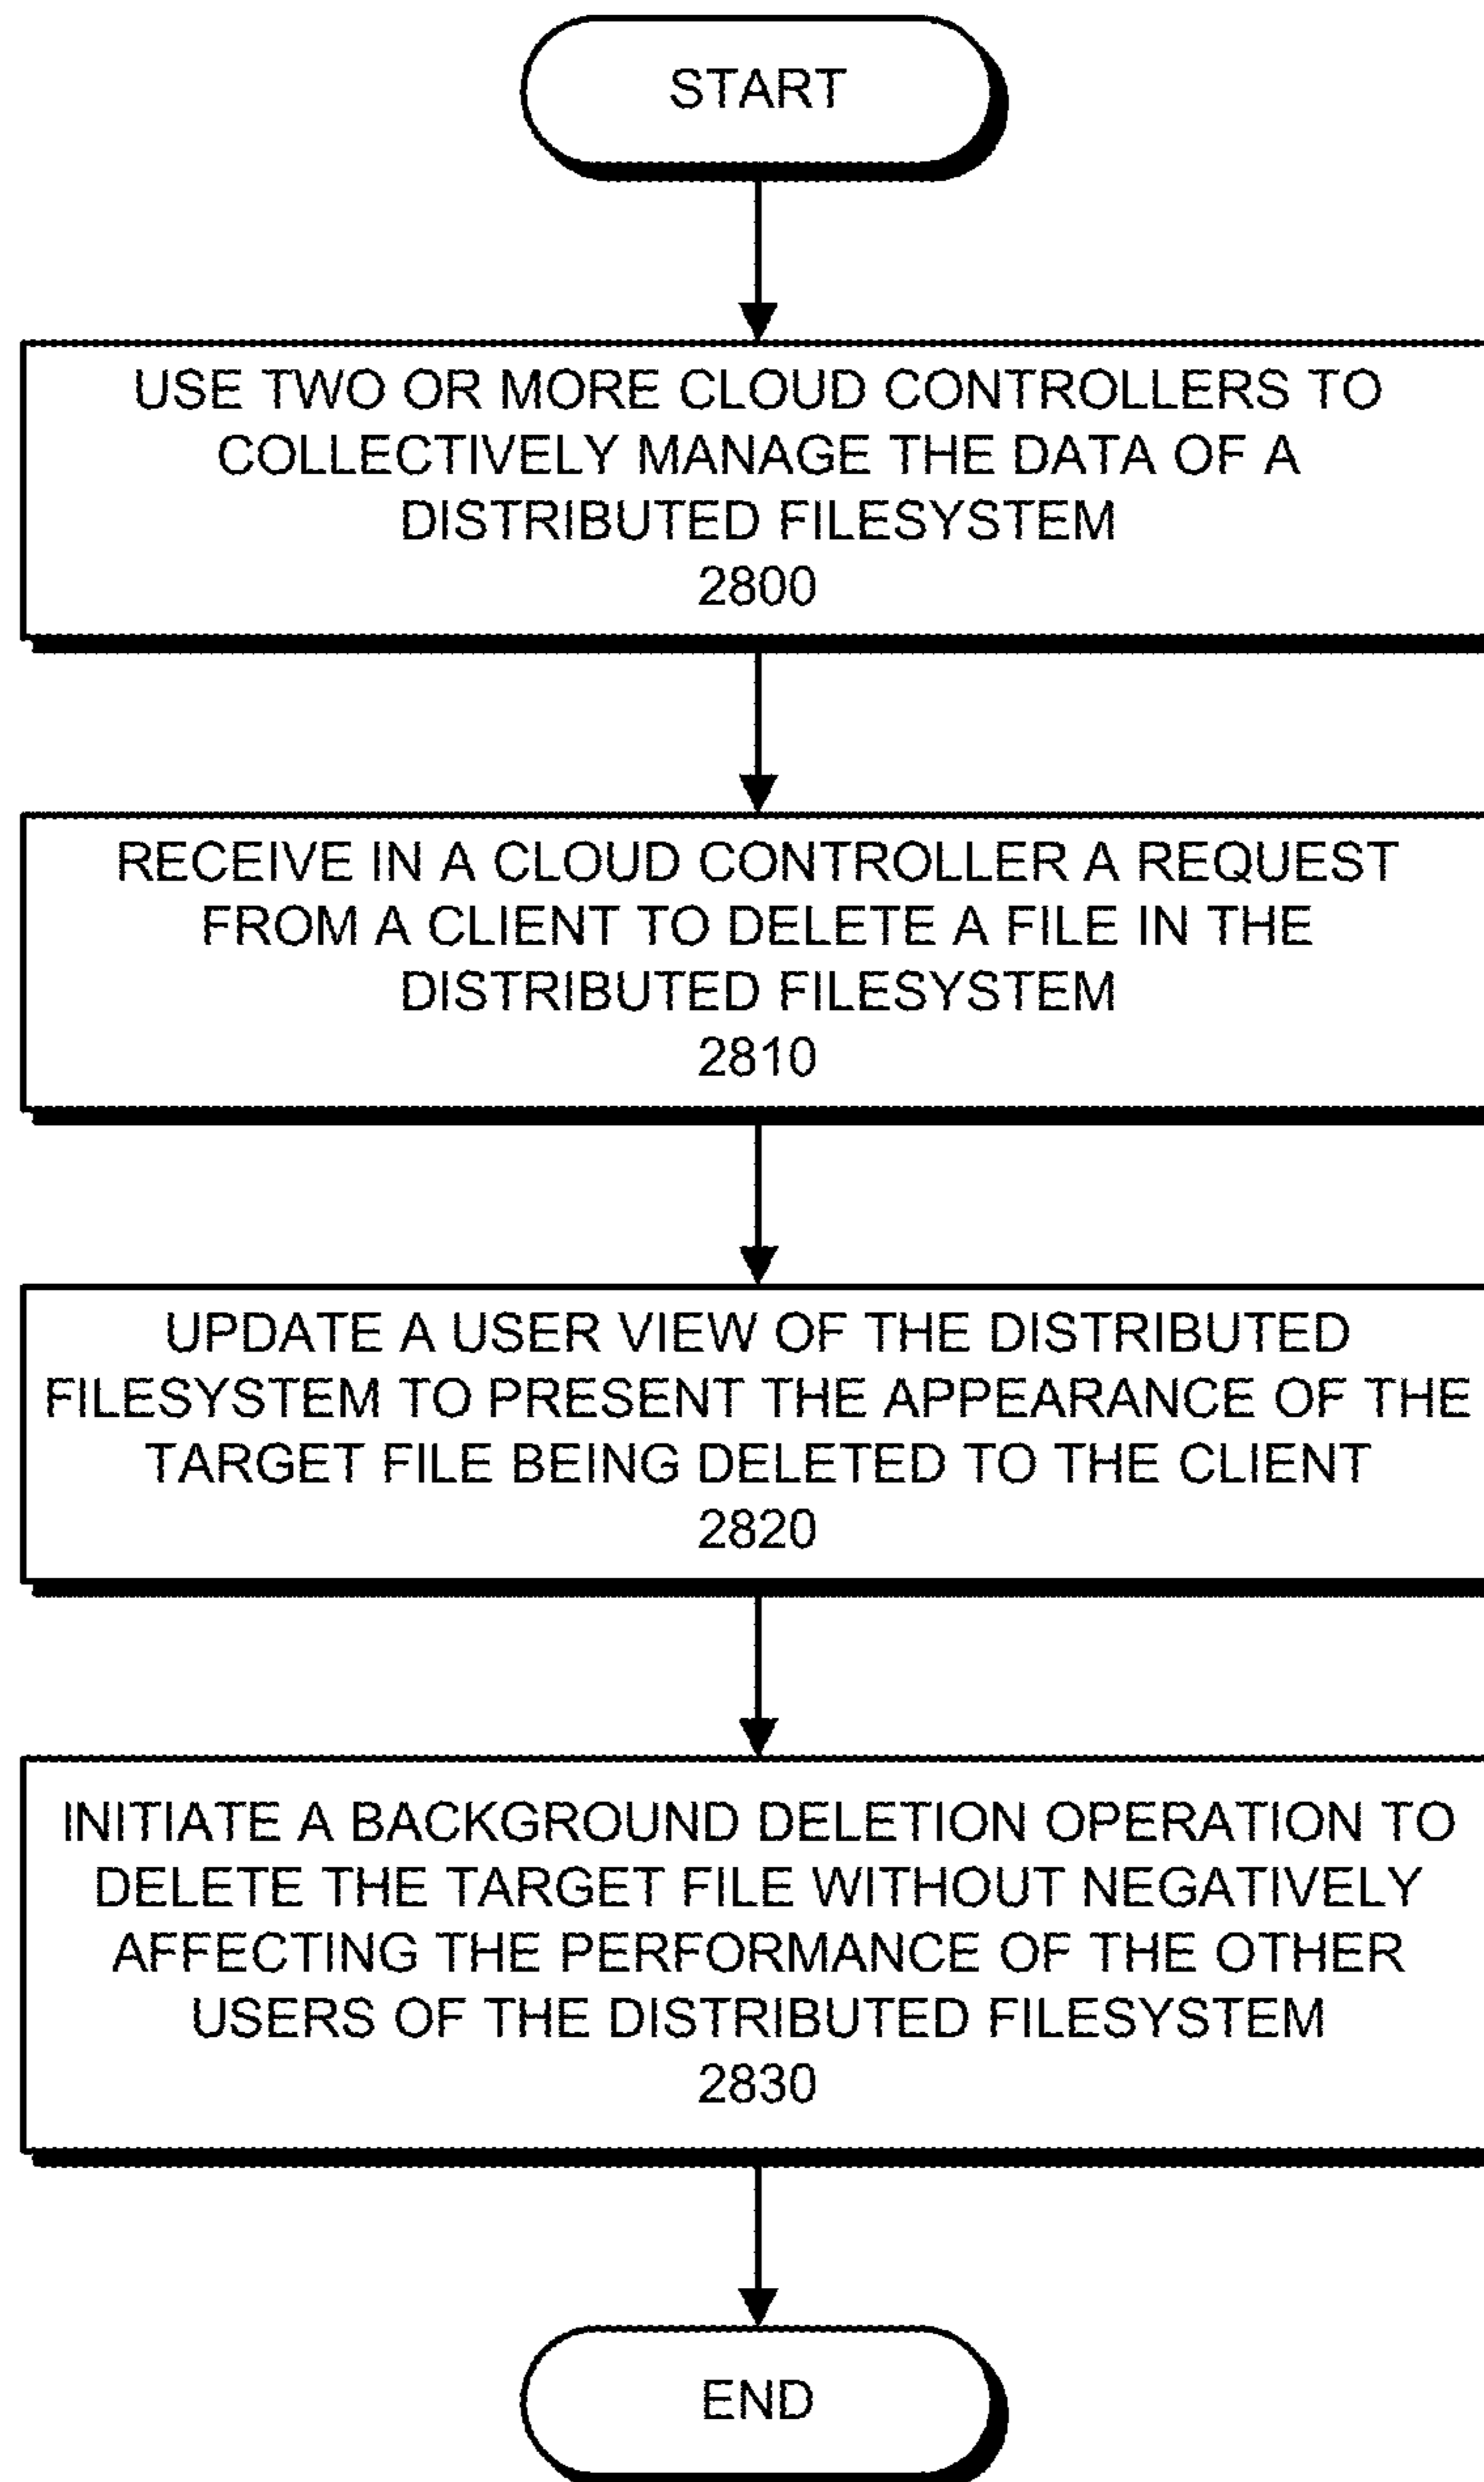 START
USE TWO OR MORE CLOUD CONTROLLERS TO
COLLECTIVELY MANAGE THE DATA OF A
DISTRIBUTED FILESYSTEM
2800
RECEIVE IN A CLOUD CONTROLLER A REQUEST
FROM A CLIENT TO DELETE A FILE IN THE
DISTRIBUTED FILESYSTEM
2810
UPDATE A USER VIEW OF THE DISTRIBUTED
FILESYSTEM TO PRESENT THE APPEARANCE OF THE
TARGET FILE BEING DELETED TO THE CLIENT
2820
INITIATE A BACKGROUND DELETION OPERATION TO
DELETE THE TARGET FILE WITHOUT NEGATIVELY
AFFECTING THE PERFORMANCE OF THE OTHER
USERS OF THE DISTRIBUTED FILESYSTEM
2830
END